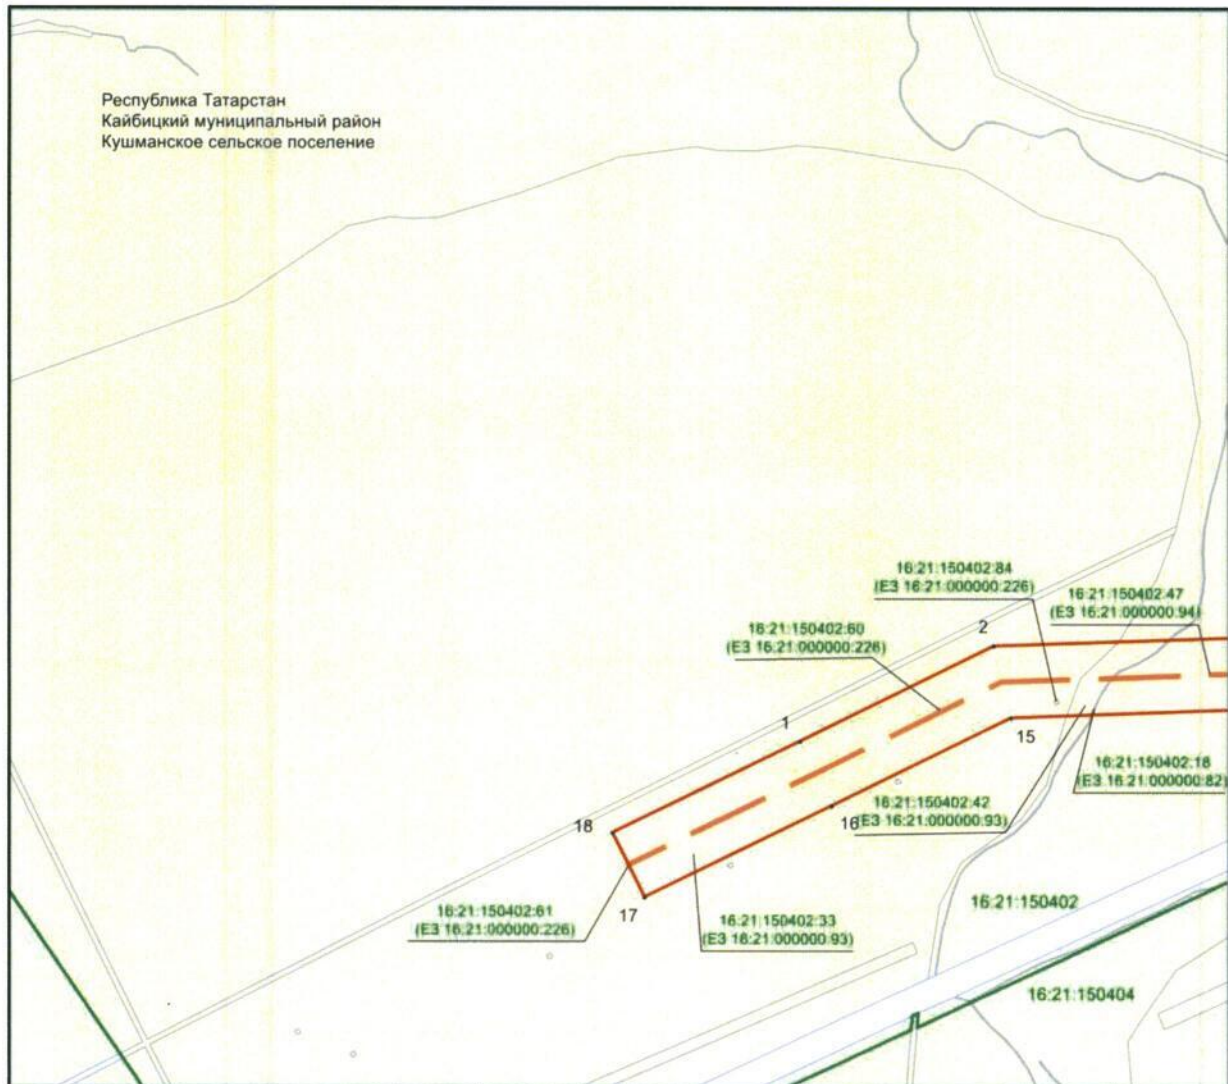 Республика Татарстан
Кайбицкий муниципальный район
Кушманское сельское поселение
16:21:150402:84
(ЕЗ 16:21:000000:226)
16:21:150402:47
(ЕЗ 16:21:000000:94)
16:21:150402:60
(ЕЗ 16:21:000000:226)
2
1
15
16:21:150402:18
(ЕЗ 16:21:000000:82)
16:21:150402:42
(ЕЗ 16:21:000000:93)
16
18
17
16:21:150402:61
(ЕЗ 16:21:000000:226)
16:21:150402:33
(ЕЗ 16:21:000000:93)
16:21:150402
16:21:150404